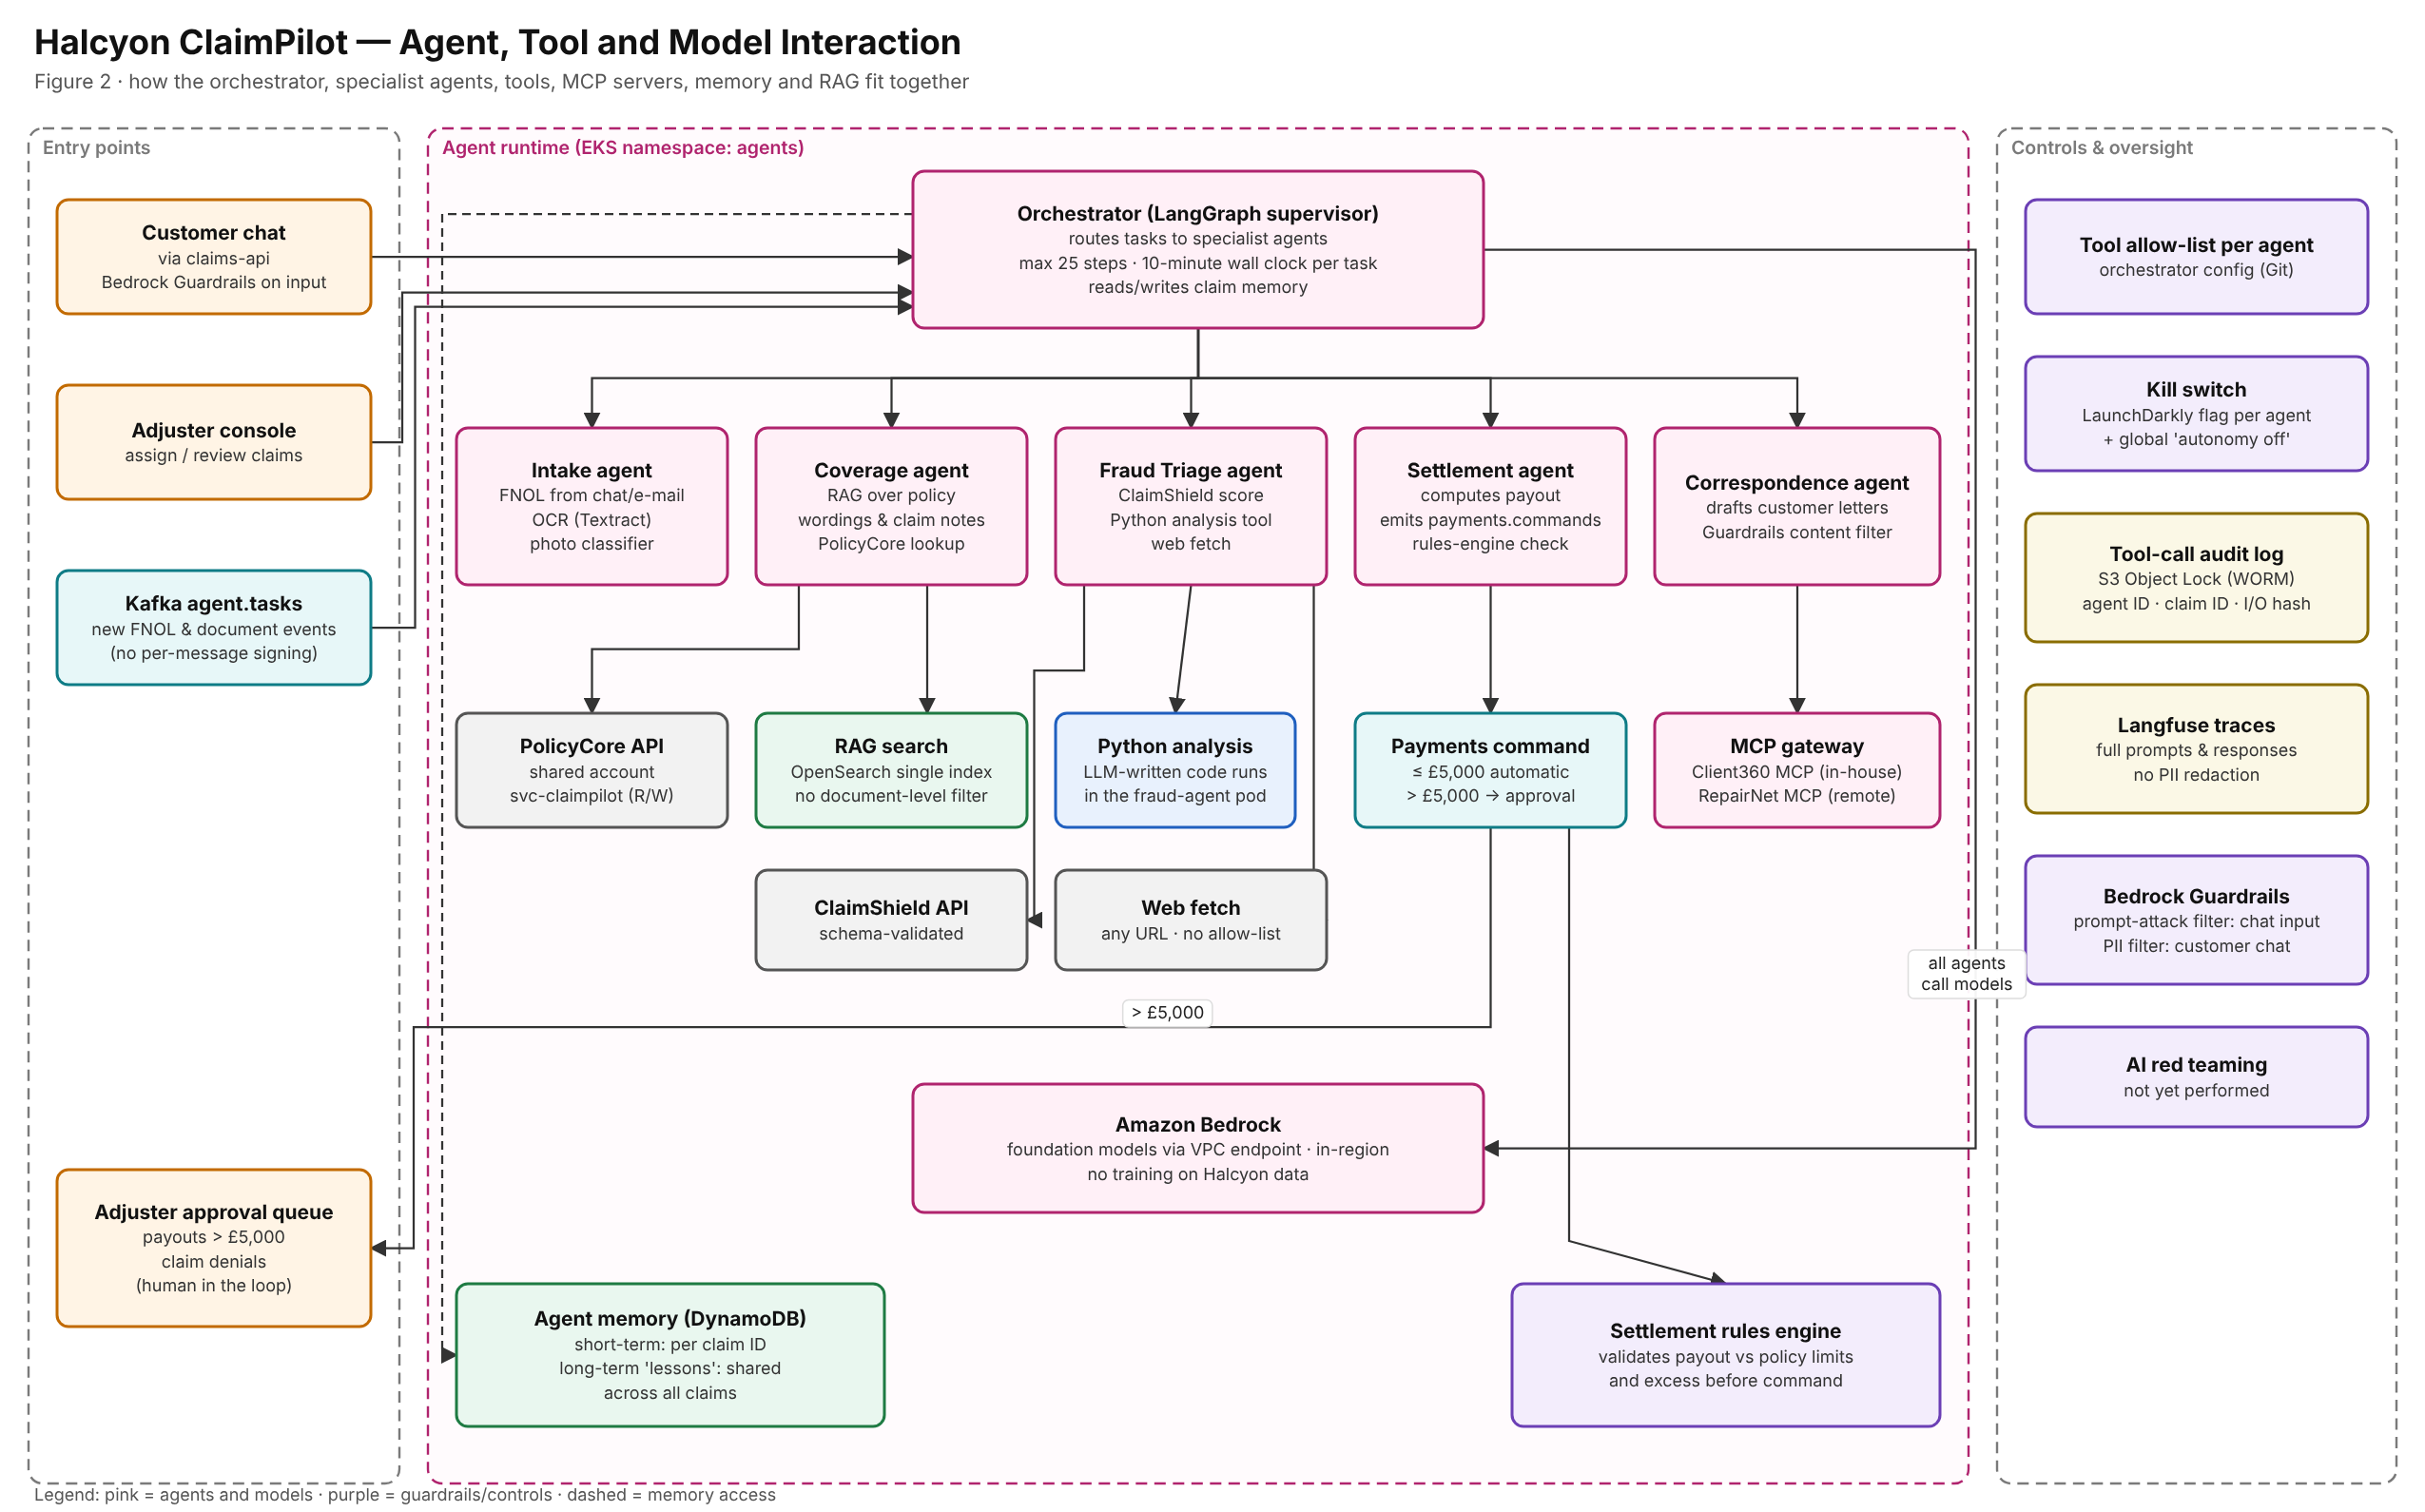 Halcyon ClaimPilot — Agent, Tool and Model Interaction
Figure 2 · how the orchestrator, specialist agents, tools, MCP servers, memory and RAG fit together
Entry points
Customer chat
via claims-api
Bedrock Guardrails on input
Adjuster console
assign / review claims
Kafka agent.tasks
new FNOL & document events
(no per-message signing)
Adjuster approval queue
payouts > £5,000
claim denials
(human in the loop)
Agent runtime (EKS namespace: agents)
Orchestrator (LangGraph supervisor)
routes tasks to specialist agents
max 25 steps · 10-minute wall clock per task
reads/writes claim memory
Intake agent
FNOL from chat/e-mail
OCR (Textract)
photo classifier
Coverage agent
RAG over policy
wordings & claim notes
PolicyCore lookup
Fraud Triage agent
ClaimShield score
Python analysis tool
web fetch
Settlement agent
computes payout
emits payments.commands
rules-engine check
Correspondence agent
drafts customer letters
Guardrails content filter
PolicyCore API
shared account
svc-claimpilot (R/W)
RAG search
OpenSearch single index
no document-level filter
Python analysis
LLM-written code runs
in the fraud-agent pod
Payments command
≤ £5,000 automatic
> £5,000 → approval
MCP gateway
Client360 MCP (in-house)
RepairNet MCP (remote)
ClaimShield API
schema-validated
Web fetch
any URL · no allow-list
> £5,000
all agents
call models
Amazon Bedrock
foundation models via VPC endpoint · in-region
no training on Halcyon data
Agent memory (DynamoDB)
short-term: per claim ID
long-term 'lessons': shared
across all claims
Settlement rules engine
validates payout vs policy limits
and excess before command
Controls & oversight
Tool allow-list per agent
orchestrator config (Git)
Kill switch
LaunchDarkly flag per agent
+ global 'autonomy off'
Tool-call audit log
S3 Object Lock (WORM)
agent ID · claim ID · I/O hash
Langfuse traces
full prompts & responses
no PII redaction
Bedrock Guardrails
prompt-attack filter: chat input
PII filter: customer chat
AI red teaming
not yet performed
Legend: pink = agents and models · purple = guardrails/controls · dashed = memory access